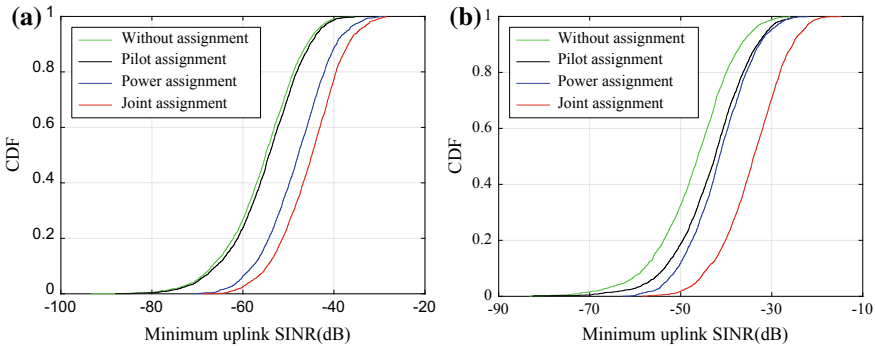 (a)
1
0.8
0.6
0.4
0.2
0
CDF
Without assignment
Pilot assignment
Power assignment
Joint assignment
-100
-80
-60
-40
-20
Minimum uplink SINR(dB)
(b)
1
0.8
0.6
0.4
0.2
0
CDF
Without assignment
Pilot assignment
Power assignment
Joint assignment
-90
-70
-50
-30
-10
Minimum uplink SINR(dB)